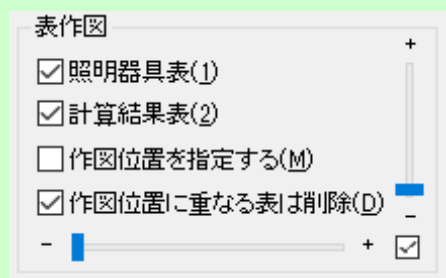 表作図
+
照明器具表(1)
計算結果表(2)
作図位置を指定する(M)
作図位置に重なる表は削除(D)
-
- +